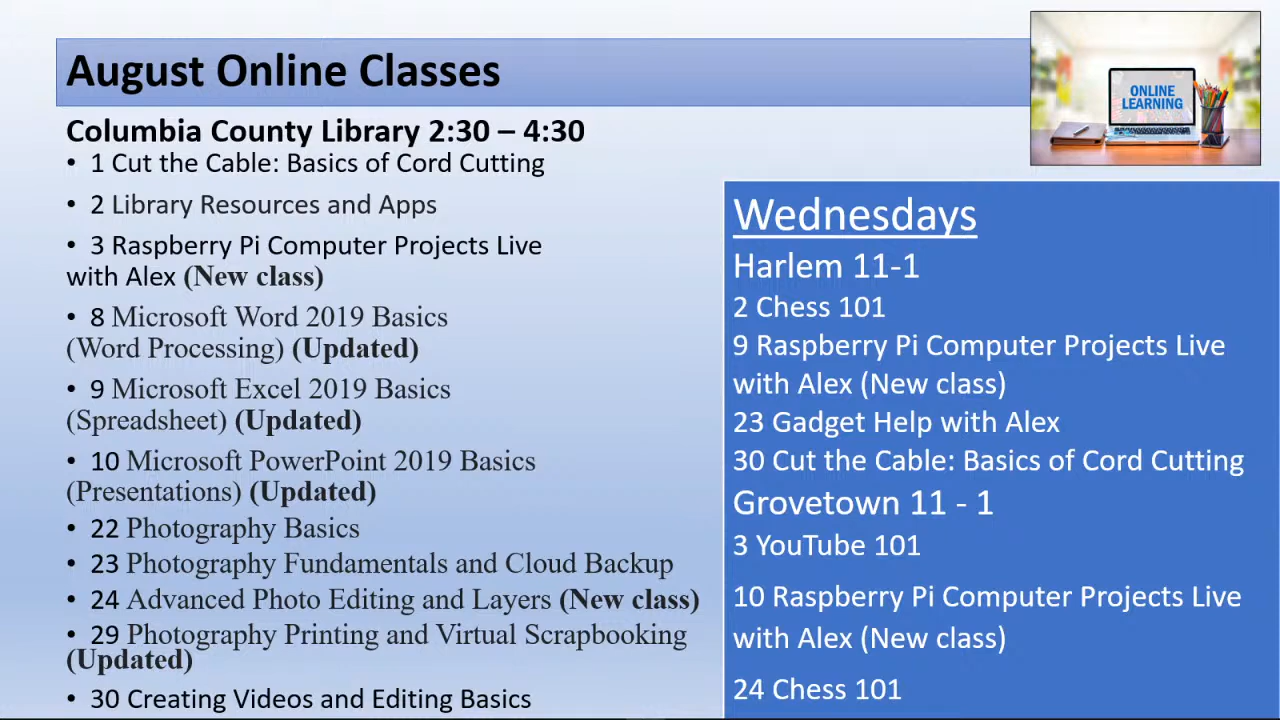 August Online Classes
ONLINE
LEARNING
Columbia County Library 2:30 – 4:30
• 1 Cut the Cable: Basics of Cord Cutting
• 2 Library Resources and Apps
• 3 Raspberry Pi Computer Projects Live
with Alex (New class)
• 8 Microsoft Word 2019 Basics
(Word Processing) (Updated)
• 9 Microsoft Excel 2019 Basics
(Spreadsheet) (Updated)
• 10 Microsoft PowerPoint 2019 Basics
(Presentations) (Updated)
• 22 Photography Basics
• 23 Photography Fundamentals and Cloud Backup
• 24 Advanced Photo Editing and Layers (New class)
• 29 Photography Printing and Virtual Scrapbooking
(Updated)
• 30 Creating Videos and Editing Basics
Wednesdays
Harlem 11-1
2 Chess 101
9 Raspberry Pi Computer Projects Live
with Alex (New class)
23 Gadget Help with Alex
30 Cut the Cable: Basics of Cord Cutting
Grovetown 11 - 1
3 YouTube 101
10 Raspberry Pi Computer Projects Live
with Alex (New class)
24 Chess 101